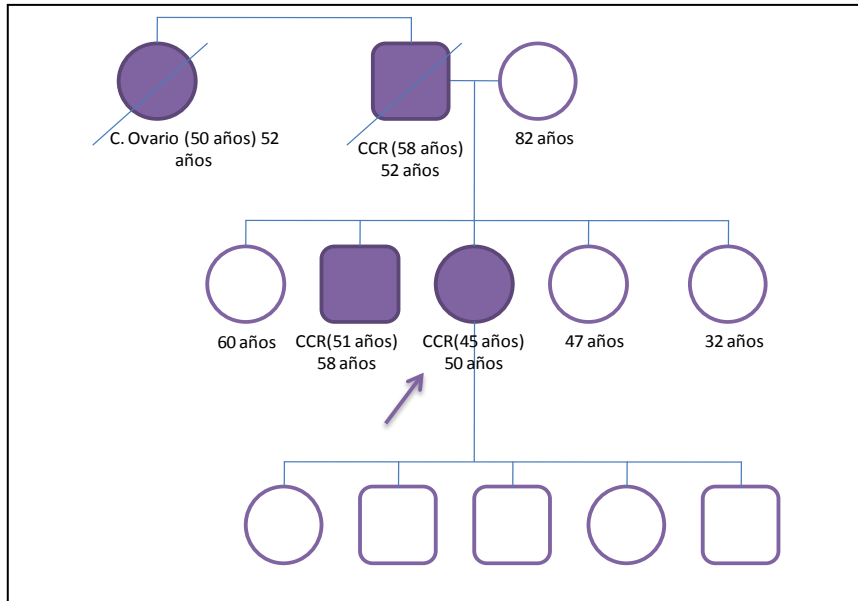 C. Ovario (50 años) 52
años
CCR (58 años)
52 años
82 años
60 años
CCR(51 años)
58 años
CCR(45 años)
50 años
47 años
32 años